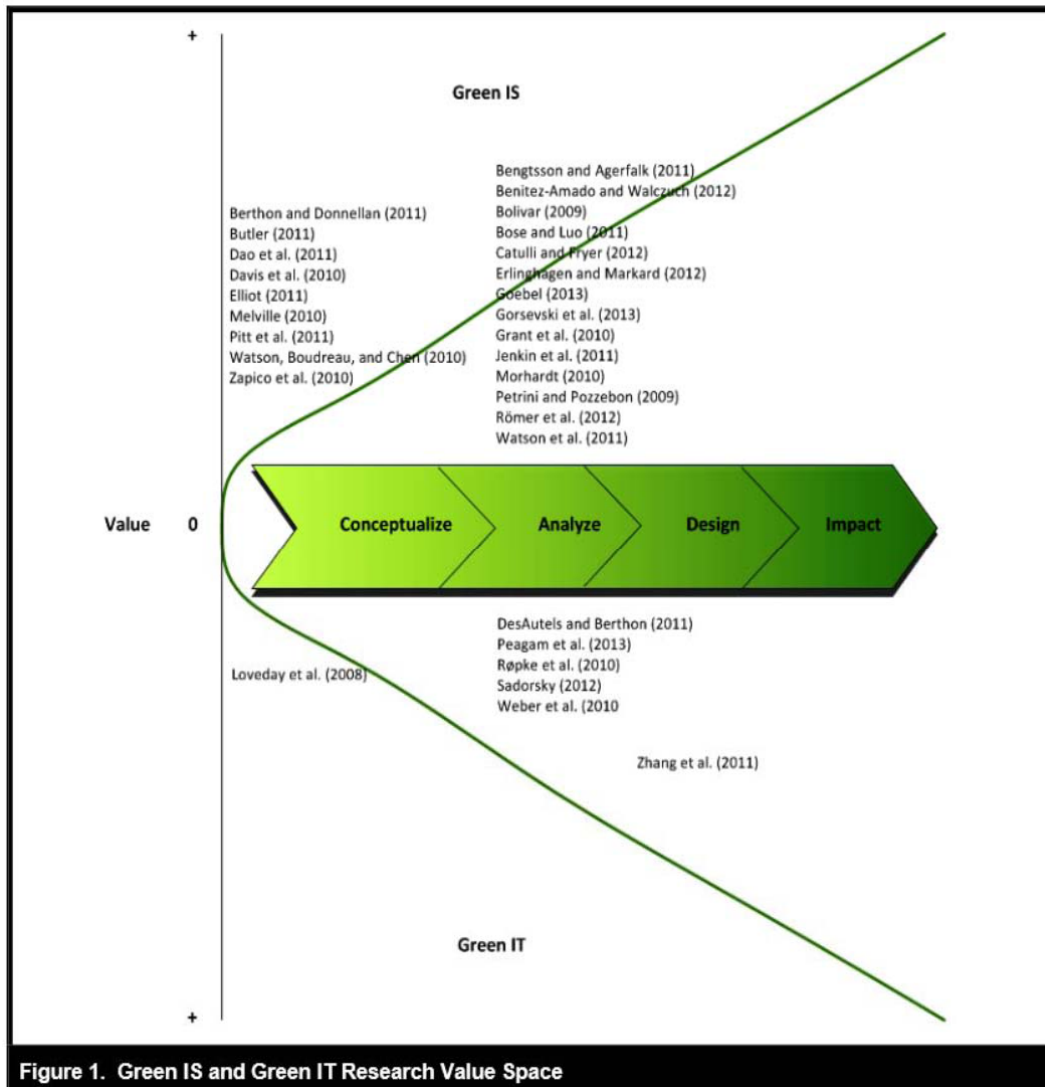 +
Green IS
Berthon and Donnellan (2011)
Butler (2011)
Dao et al. (2011)
Davis et al. (2010)
Elliot (2011)
Melville (2010)
Pitt et al. (2011)
Watson, Boudreau, and Chen (2010)
Zapico et al. (2010)
Bengtsson and Agerfalk (2011)
Benitez-Amado and Walczuch (2012)
Bolivar (2009)
Bose and Luo (2011)
Catulli and Fryer (2012)
Erlinghagen and Markard (2012)
Goebel (2013)
Gorsevski et al. (2013)
Grant et al. (2010)
Jenkin et al. (2011)
Morhardt (2010)
Petrini and Pozzebon (2009)
Römer et al. (2012)
Watson et al. (2011)
Value 0
Conceptualize
Analyze
Design
Impact
Loveday et al. (2008)
DesAutels and Berthon (2011)
Peagam et al. (2013)
Røpke et al. (2010)
Sadorsky (2012)
Weber et al. (2010
Zhang et al. (2011)
Green IT
+
Figure 1. Green IS and Green IT Research Value Space